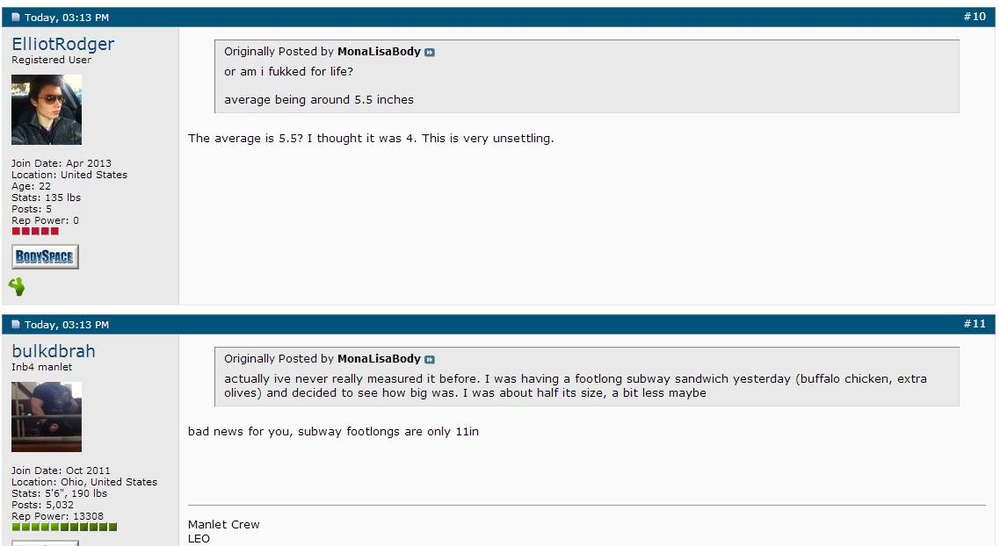 Today, 03:13 PM
#10
ElliotRodger
Registered User
Join Date: Apr 2013
Location: United States
Age: 22
Stats: 135 lbs
Posts: 5
Rep Power: 0
BODYSPACE
Originally Posted by MonaLisaBody
or am i fukked for life?
average being around 5.5 inches
The average is 5.5? I thought it was 4. This is very unsettling.
Today, 03:13 PM
#11
bulkdbrah
Inb4 manlet
Join Date: Oct 2011
Location: Ohio, United States
Stats: 5'6", 190 lbs
Posts: 5,032
Rep Power: 13308
Originally Posted by MonaLisaBody
actually ive never really measured it before. I was having a footlong subway sandwich yesterday (buffalo chicken, extra
olives) and decided to see how big was. I was about half its size, a bit less maybe
bad news for you, subway footlongs are only 11in
Manlet Crew
LEO